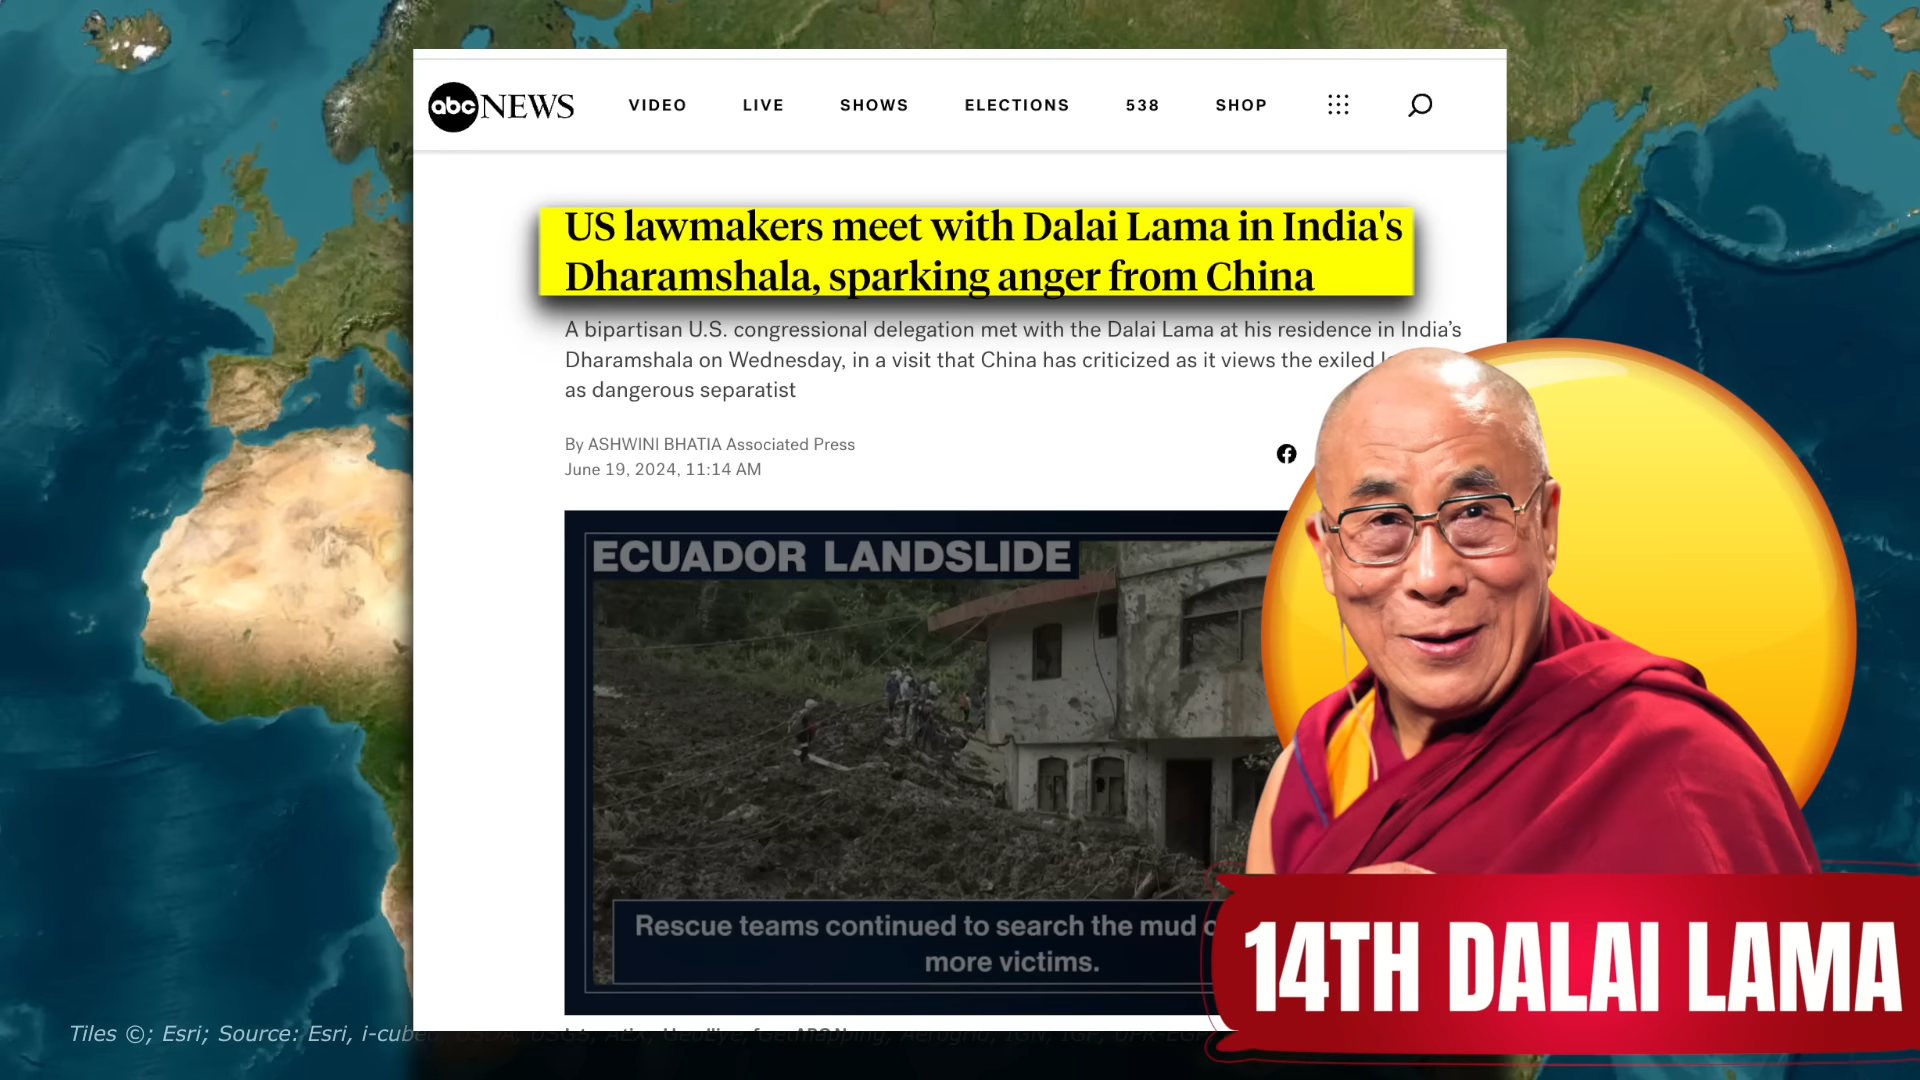 abc NEWS
VIDEO LIVE SHOWS ELECTIONS 538 SHOP
US lawmakers meet with Dalai Lama in India's
Dharamshala, sparking anger from China
A bipartisan U.S. congressional delegation met with the Dalai Lama at his residence in India's
Dharamshala on Wednesday, in a visit that China has criticized as it views the exiled
as dangerous separatist
By ASHWINI BHATIA Associated Press
June 19, 2024, 11:14 AM
ECUADOR LANDSLIDE
Rescue teams continued to search the mud
more victims.
14TH DALAI LAMA
Tiles ©; Esri; Source: Esri, i-cube